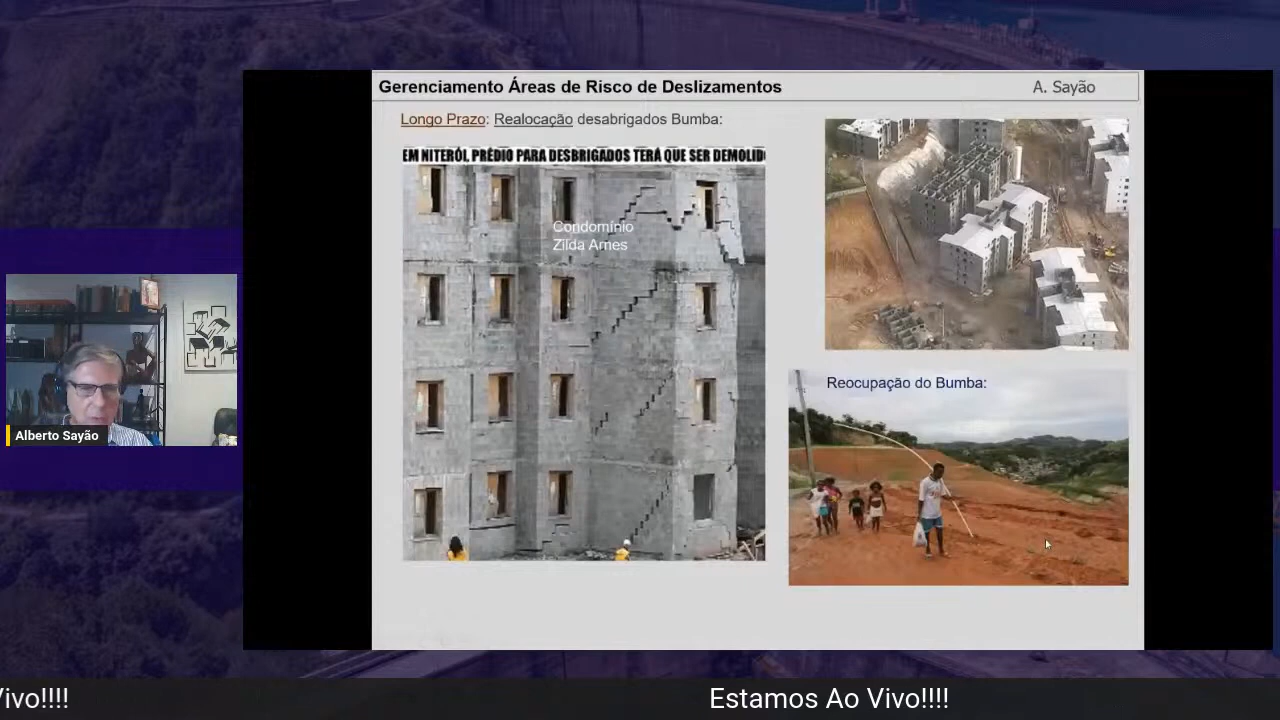 Gerenciamento Áreas de Risco de Deslizamentos
A. Sayão
Longo Prazo: Realocação desabrigados Bumba:
EM NITERÓI, PRÉDIO PARA DESBRIGADOS TERÁ QUE SER DEMOLID
Condomínio
Zilda Arnes
Reocupação do Bumba:
Alberto Sayão
Vivo!!!!
Estamos Ao Vivo!!!!